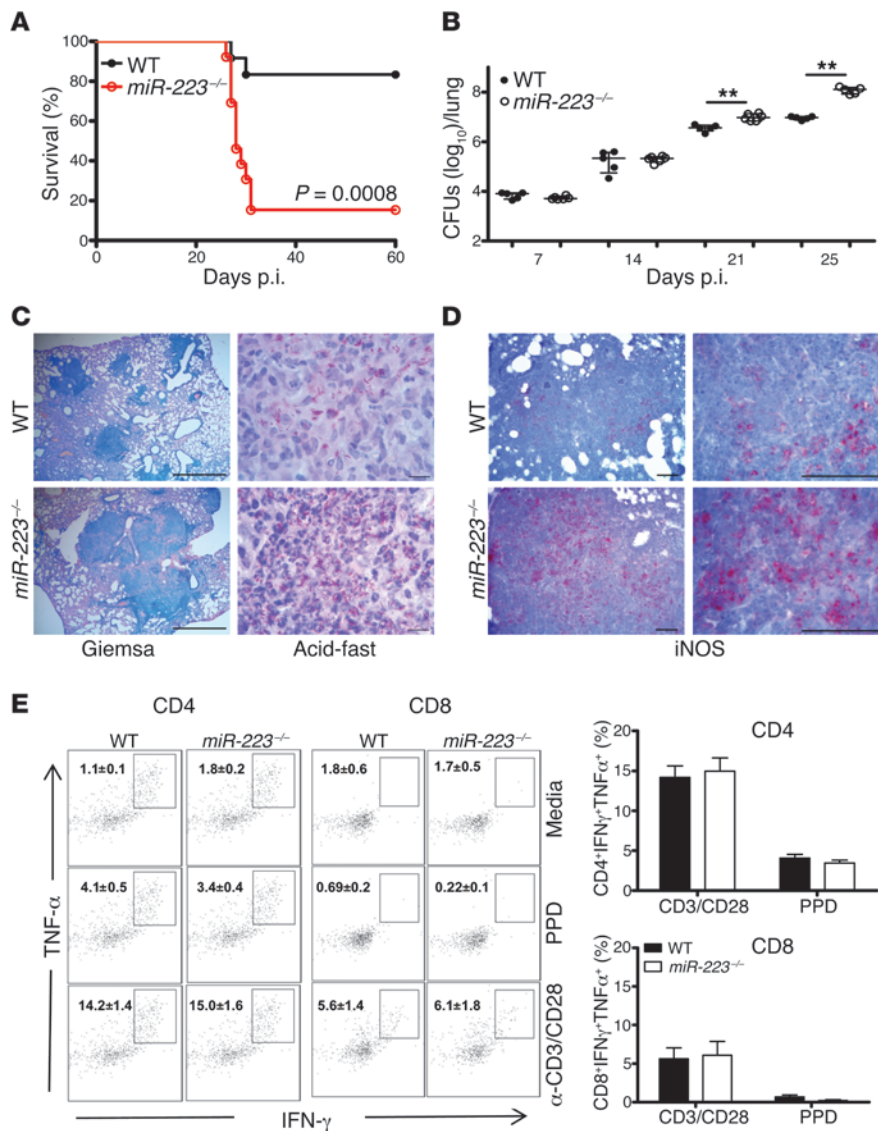 A
Survival (%)
100
80
60
40
20
0
WT
miR-223⁻/⁻
P = 0.0008
0 20 40 60
Days p.i.
B
CFUs (log₁₀)/lung
8
6
4
2
WT
miR-223⁻/⁻
** **
7 14 21 25
Days p.i.
C
WT
miR-223⁻/⁻
Giemsa Acid-fast
D
iNOS
E
CD4 CD8
WT miR-223⁻/⁻ WT miR-223⁻/⁻
1.1±0.1 1.8±0.2 1.8±0.6 1.7±0.5
Media
4.1±0.5 3.4±0.4 0.69±0.2 0.22±0.1
PPD
14.2±1.4 15.0±1.6 5.6±1.4 6.1±1.8
α-CD3/CD28
TNF-α
IFN-γ
CD4
CD4⁺IFNγ⁺TNFα⁺ (%)
20
15
10
5
0
CD3/CD28 PPD
CD8
CD8⁺IFNγ⁺TNFα⁺ (%)
20
15
10
5
0
WT
miR-223⁻/⁻
CD3/CD28 PPD